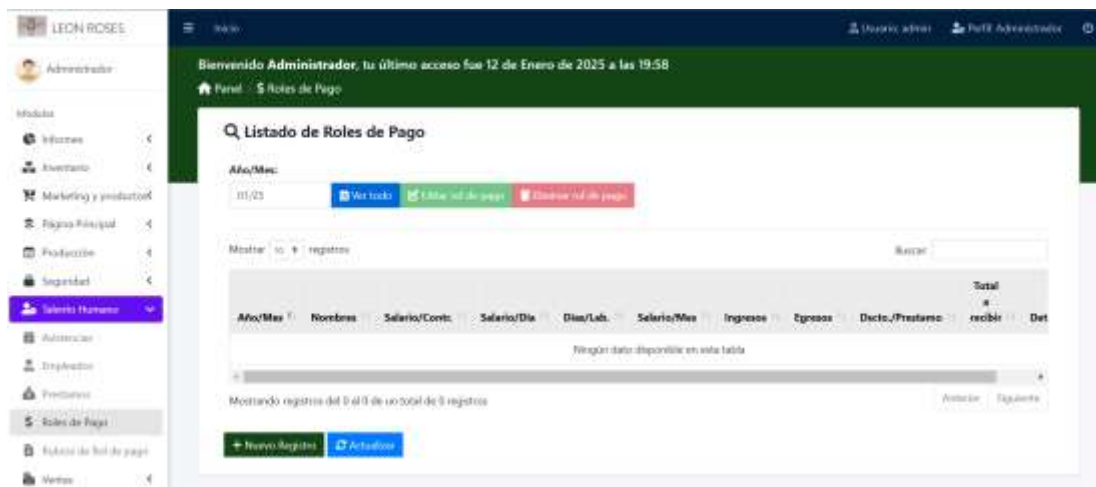 LEON ROSES
Inicio
Usuario: admin
Perfil Administrador
Administrador
Bienvenido Administrador, tu último acceso fue 12 de Enero de 2025 a las 19:58
Panel
$ Roles de Pago
Módulos
Informes
Inventario
Marketing y productos
Página Principal
Producción
Seguridad
Talento Humano
Asistencias
Empleados
Prestamos
$ Roles de Pago
Rubros de Rol de pago
Ventas
Listado de Roles de Pago
Año/Mes:
01/25
Ver todo
Editar rol de pago
Eliminar rol de pago
Mostrar 10 registros
Buscar:
Año/Mes Nombres Salario/Contr. Salario/Día Días/Lab. Salario/Mes Ingresos Egresos Dscto./Prestamo Total a recibir Det
Ningún dato disponible en esta tabla
Mostrando registros del 0 al 0 de un total de 0 registros
Anterior Siguiente
+ Nuevo Registro
Actualizar